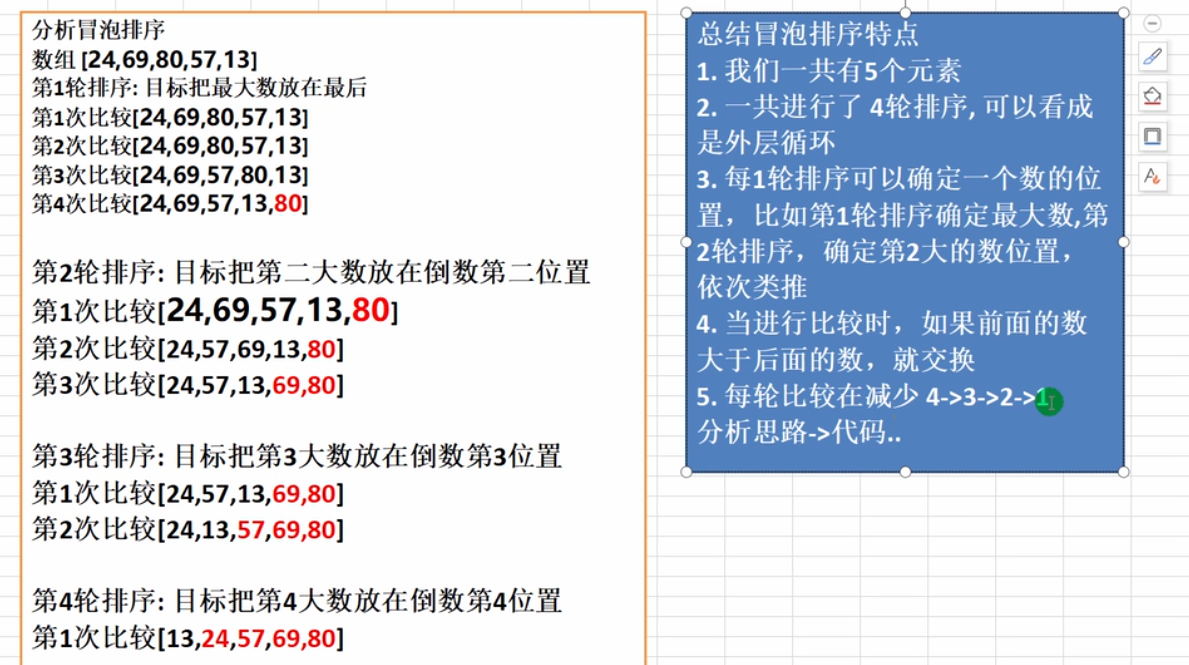 分析冒泡排序
数组 [24,69,80,57,13]
第1轮排序: 目标把最大数放在最后
第1次比较[24,69,80,57,13]
第2次比较[24,69,80,57,13]
第3次比较[24,69,57,80,13]
第4次比较[24,69,57,13,80]
第2轮排序: 目标把第二大数放在倒数第二位置
第1次比较[24,69,57,13,80]
第2次比较[24,57,69,13,80]
第3次比较[24,57,13,69,80]
第3轮排序: 目标把第3大数放在倒数第3位置
第1次比较[24,57,13,69,80]
第2次比较[24,13,57,69,80]
第4轮排序: 目标把第4大数放在倒数第4位置
第1次比较[13,24,57,69,80]
总结冒泡排序特点
1. 我们一共有5个元素
2. 一共进行了 4轮排序, 可以看成
是外层循环
3. 每1轮排序可以确定一个数的位
置，比如第1轮排序确定最大数,第
2轮排序，确定第2大的数位置，
依次类推
4. 当进行比较时，如果前面的数
大于后面的数，就交换
5. 每轮比较在减少 4->3->2->1
分析思路->代码..